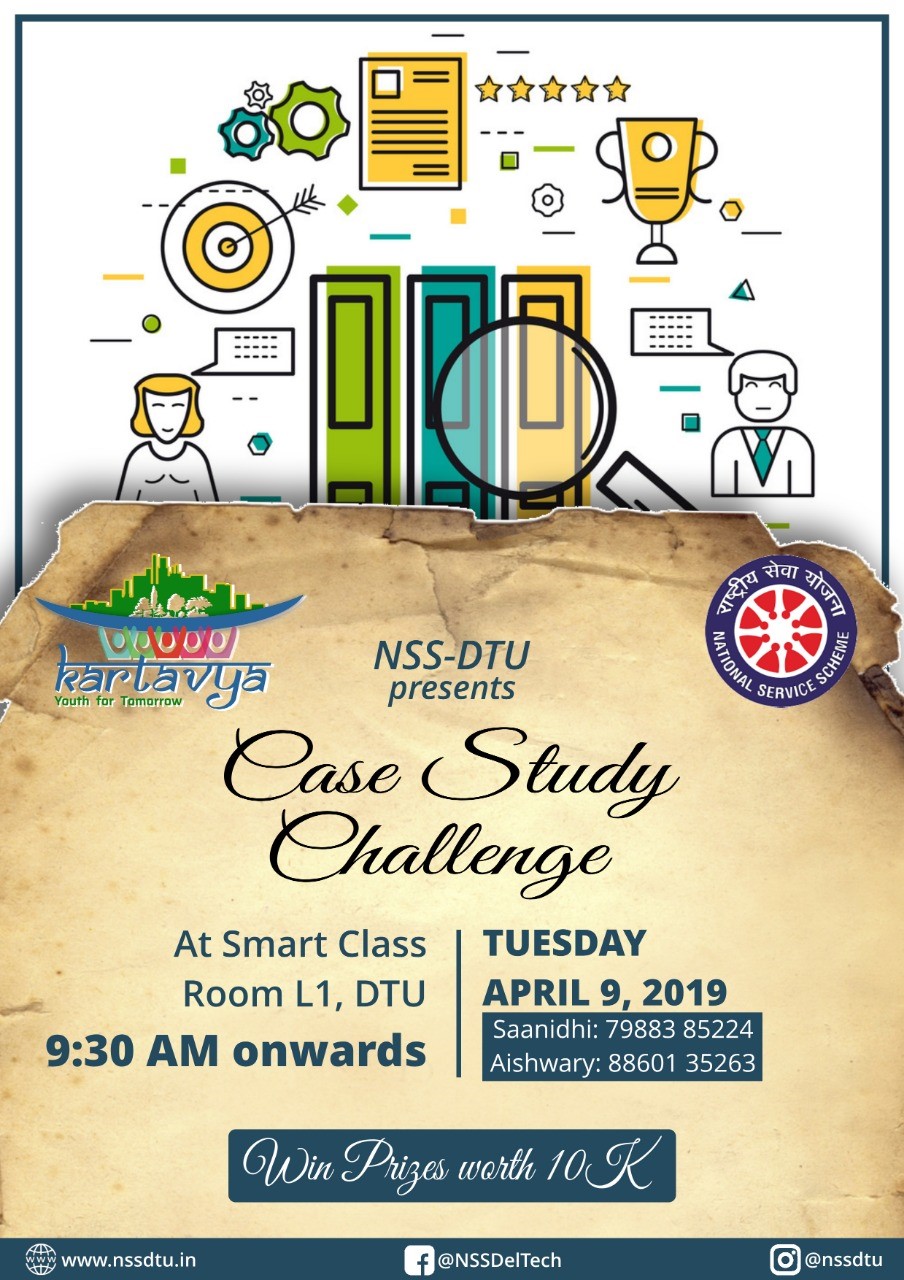 kartavya
Youth for Tomorrow
राष्ट्रीय सेवा योजना
NATIONAL SERVICE SCHEME
NSS-DTU
presents
Case Study
Challenge
At Smart Class
Room L1, DTU
9:30 AM onwards
TUESDAY
APRIL 9, 2019
Saanidhi: 79883 85224
Aishwary: 88601 35263
Win Prizes worth 10K
www.nssdtu.in
@NSSDelTech
@nssdtu